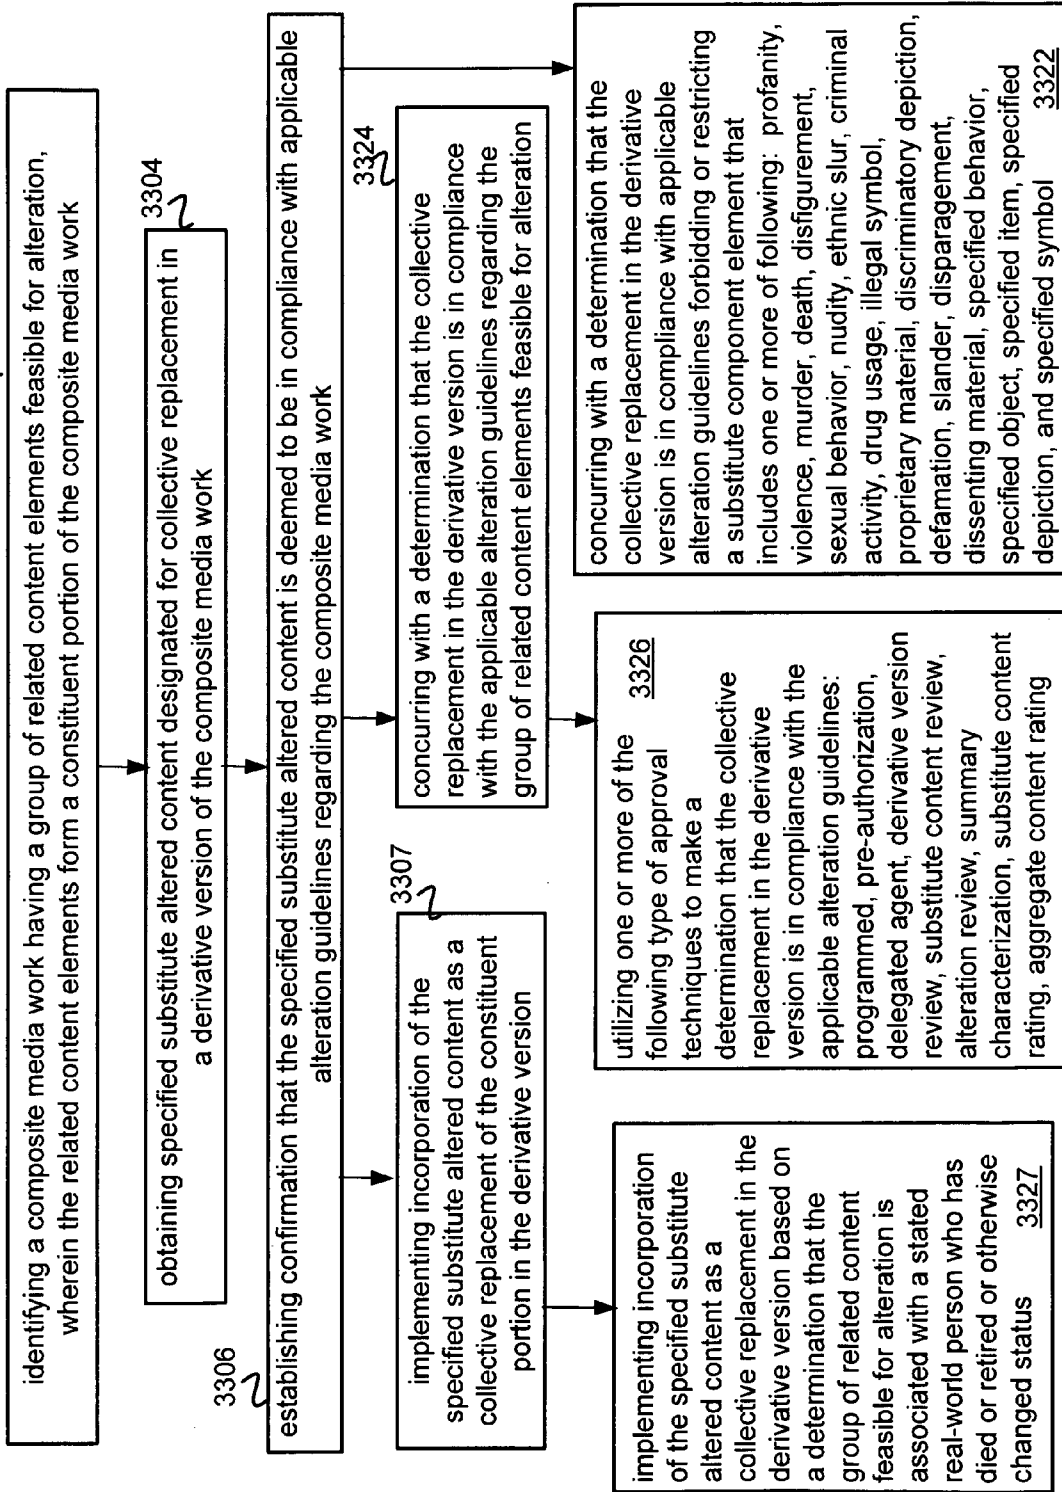 identifying a composite media work having a group of related content elements feasible for alteration,
wherein the related content elements form a constituent portion of the composite media work
3304
obtaining specified substitute altered content designated for collective replacement in
a derivative version of the composite media work
3306
establishing confirmation that the specified substitute altered content is deemed to be in compliance with applicable
alteration guidelines regarding the composite media work
3307
implementing incorporation of the
specified substitute altered content as a
collective replacement of the constituent
portion in the derivative version
3324
concurring with a determination that the collective
replacement in the derivative version is in compliance
with the applicable alteration guidelines regarding the
group of related content elements feasible for alteration
implementing incorporation
of the specified substitute
altered content as a
collective replacement in the
derivative version based on
a determination that the
group of related content
feasible for alteration is
associated with a stated
real-world person who has
died or retired or otherwise
changed status 3327
utilizing one or more of the
following type of approval 3326
techniques to make a
determination that the collective
replacement in the derivative
version is in compliance with the
applicable alteration guidelines:
programmed, pre-authorization,
delegated agent, derivative version
review, substitute content review,
alteration review, summary
characterization, substitute content
rating, aggregate content rating
concurring with a determination that the
collective replacement in the derivative
version is in compliance with applicable
alteration guidelines forbidding or restricting
a substitute component element that
includes one or more of following: profanity,
violence, murder, death, disfigurement,
sexual behavior, nudity, ethnic slur, criminal
activity, drug usage, illegal symbol,
proprietary material, discriminatory depiction,
defamation, slander, disparagement,
dissenting material, specified behavior,
specified object, specified item, specified
depiction, and specified symbol 3322